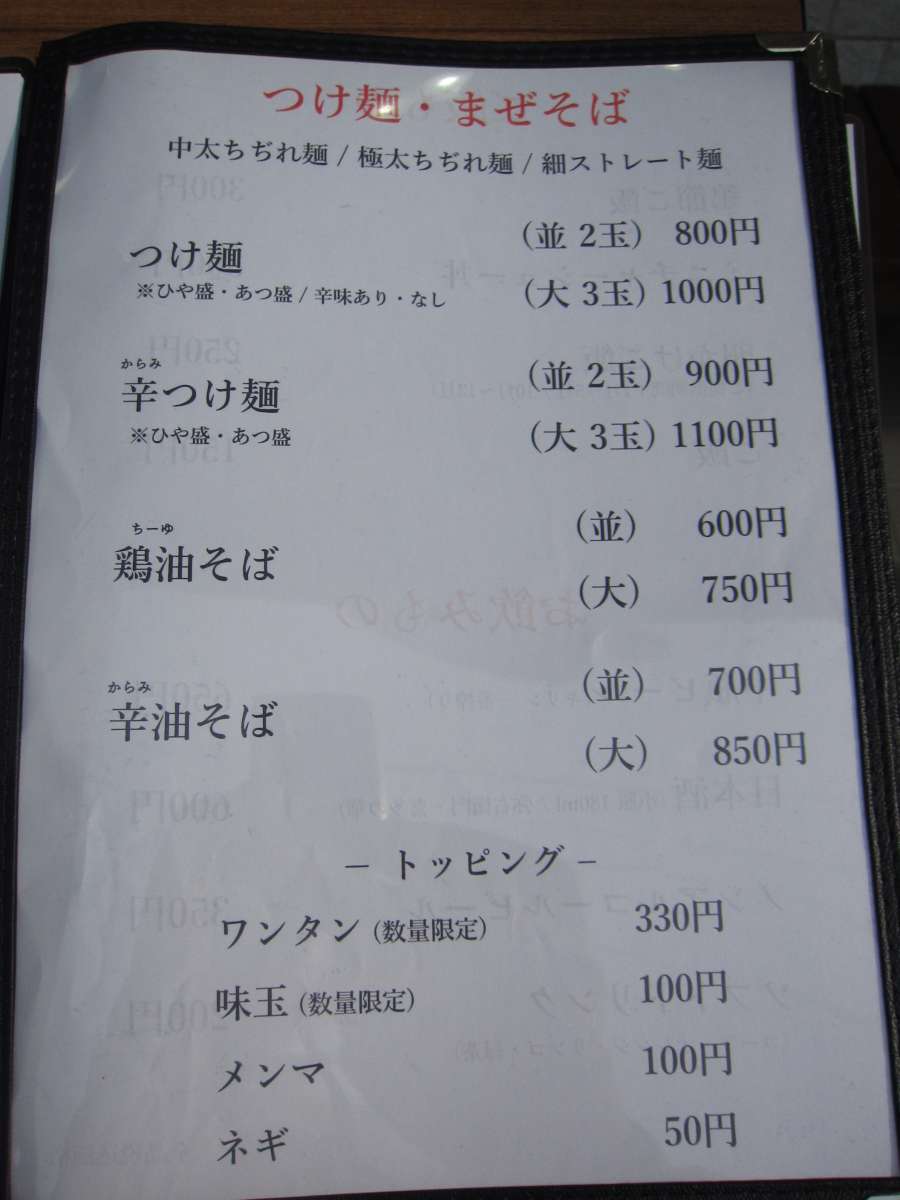 つけ麺・まぜそば
中太ちぢれ麺 / 極太ちぢれ麺 / 細ストレート麺
つけ麺 (並 2玉) 800円
※ひや盛・あつ盛 / 辛味あり・なし (大 3玉) 1000円
からみ
辛つけ麺 (並 2玉) 900円
※ひや盛・あつ盛 (大 3玉) 1100円
ちーゆ
鶏油そば (並) 600円
(大) 750円
からみ
辛油そば (並) 700円
(大) 850円
– トッピング –
ワンタン (数量限定) 330円
味玉 (数量限定) 100円
メンマ 100円
ネギ 50円